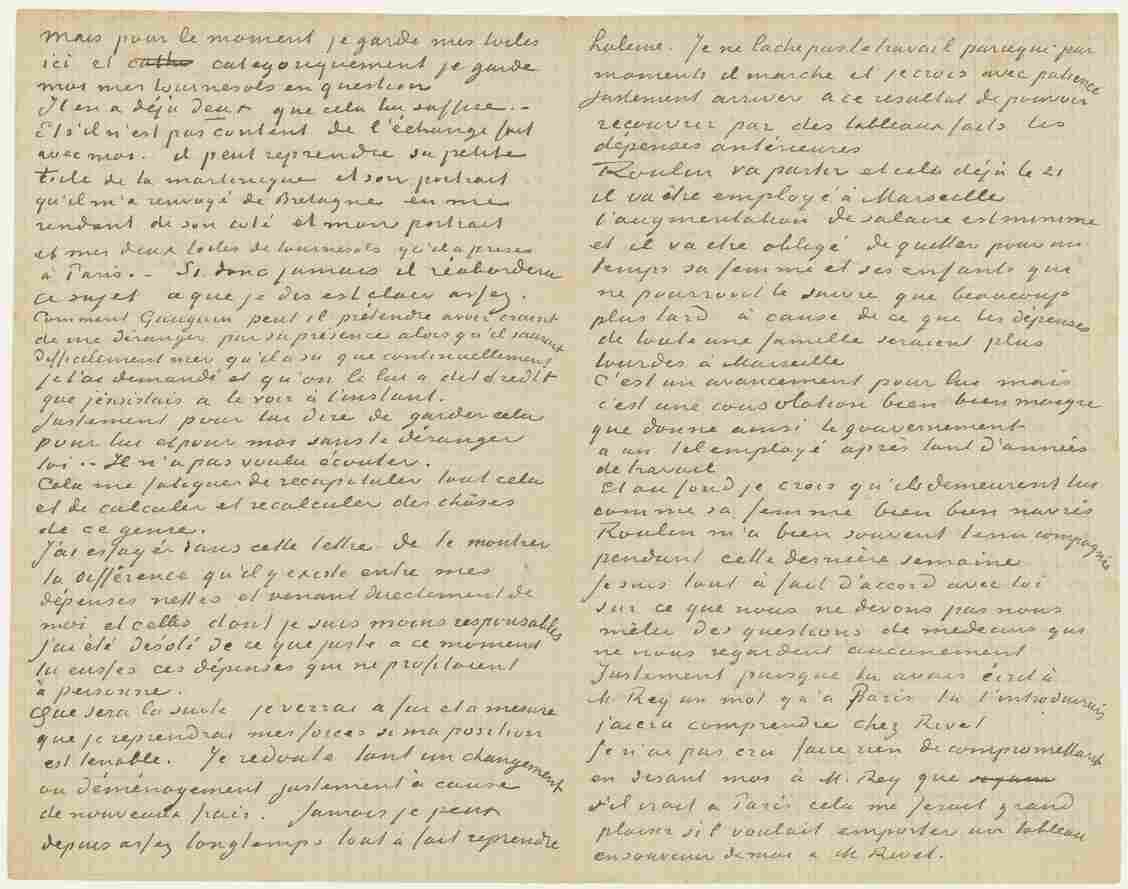 mais pour le moment je garde mes toiles
ici et catho categoriquement je garde
moi mes tournesols en question
Il en a déjà deux que cela lui suffise. –
Et s'il n'est pas content de l'échange fait
avec moi. il peut reprendre sa petite
toile de la martinique et son portrait
qu'il m'a envoyé de Bretagne en me
rendant de son coté et mon portrait
et mes deux toiles de tournesols qu'il a prises
à Paris. – Si donc jamais il réabordera
ce sujet ce que je dis est clair assez.
Comment Gauguin peut il prétendre avoir craint
de me déranger par sa présence alors qu'il saurait
difficilement nier qu'il a su que continuellement
je l'ai demandé et qu'on le lui a dit et redit
que j'insistais a le voir à l'instant.
Justement pour lui dire de garder cela
pour lui et pour moi sans te déranger
toi – Il n'a pas voulu écouter.
Cela me fatigue de recapituler tout cela
et de calculer et recalculer des chôses
de ce genre.
J'ai essayé dans cette lettre de te montrer
la différence qu'il y existe entre mes
dépenses nettes et venant directement de
moi et celles dont je suis moins responsable
j'ai été désolé de ce que juste a ce moment
tu eusses ces dépenses qui ne profitaient
à personne.
Que sera la suite je verrai à fur et a mesure
que je reprendrai mes forces si ma position
est tenable. Je redoute tant un changement
ou déménagement justement à cause
de nouveaux frais. Jamais je peux
depuis assez longtemps tout à fait reprendre
haleine. Je ne lache pas le travail parceque par
moments il marche et je crois avec patience
justement arriver a ce resultat de pouvoir
recouvrer par des tableaux faits les
dépenses antérieures
Roulin va partir et cela déjà le 21
il va être employé à Marseille
l'augmentation de salaire est minime
et il va être obligé de quitter pour un
temps sa femme et ses enfants qui
ne pourront le suivre que beaucoup
plus tard à cause de ce que les dépenses
de toute une famille seraient plus
lourdes à Marseille
C'est un avancement pour lui mais
c'est une consolation bien bien maigre
que donne ainsi le gouvernement
a un tel employé après tant d'années
de travail
Et au fond je crois qu'ils demeurent lui
comme sa femme bien bien navrés
Roulin m'a bien souvent tenu compagnie
pendant cette dernière semaine
Je suis tout à fait d'accord avec toi
sur ce que nous ne devons pas nous
mêler des questions de medecins qui
ne nous regardent aucunement
Justement puisque tu avais écrit à
M. Rey un mot qu'à Paris tu l'introduirais
j'ai cru comprendre chez Rivet
Je n'ai pas cru faire rien de compromettant
en disant moi à M. Rey que
s'il irait a Paris cela me ferait grand
plaisir s'il voulait emporter un tableau
en souvenir de moi a M Rivet.